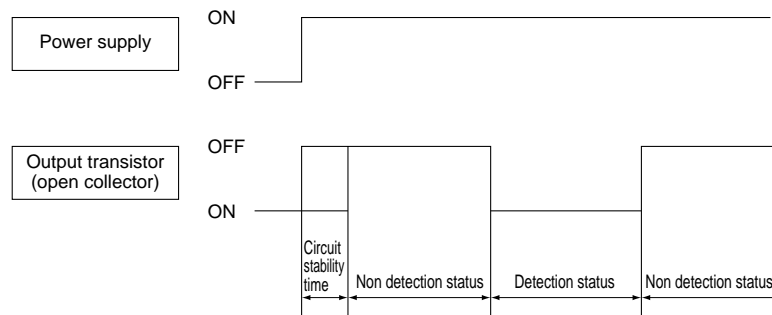 ON
Power supply
OFF
OFF
Output transistor
(open collector)
ON
Circuit
stability
time
Non detection status
Detection status
Non detection status